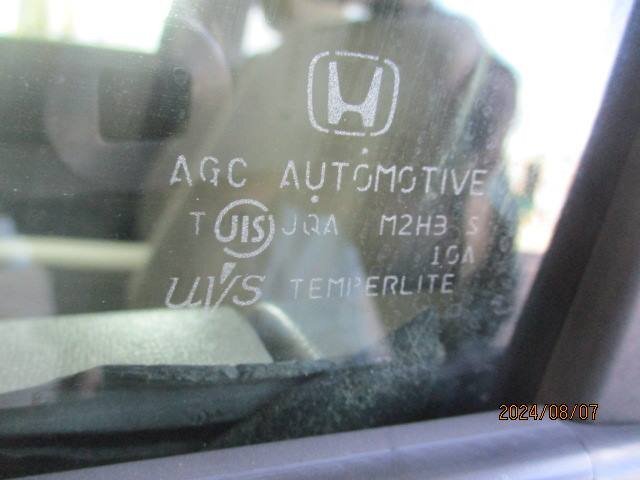 AGC AUTOMOTIVE
T JIS JQA M2H3 S
10A
UVS TEMPERLITE
2024/08/07